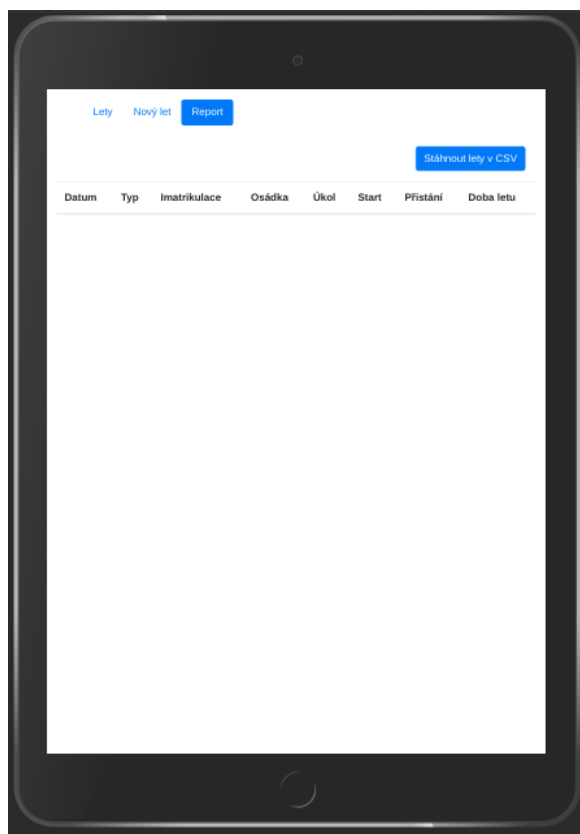 Lety Nový let Report
Stáhnout lety v CSV
Datum Typ Imatrikulace Osádka Úkol Start Přistání Doba letu